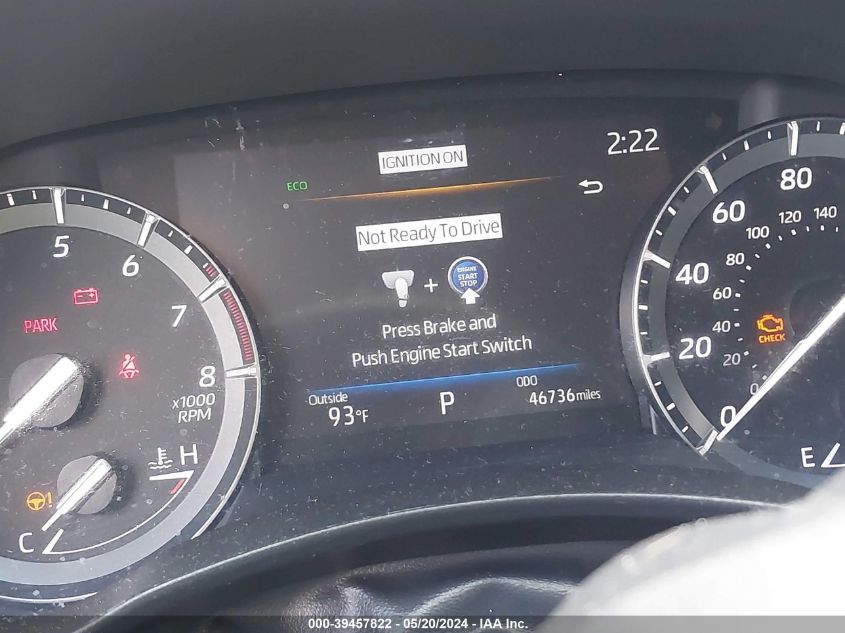 2:22
IGNITION ON
ECO
Not Ready To Drive
ENGINE
START
STOP
+
Press Brake and
Push Engine Start Switch
Outside
93°F
P
ODO
46736 miles
5
6
7
8
x1000
RPM
PARK
H
C
!
0
20
40
60
80
0
20
40
60
80
100
120
140
CHECK
E
000-39457822 - 05/20/2024 - IAA Inc.